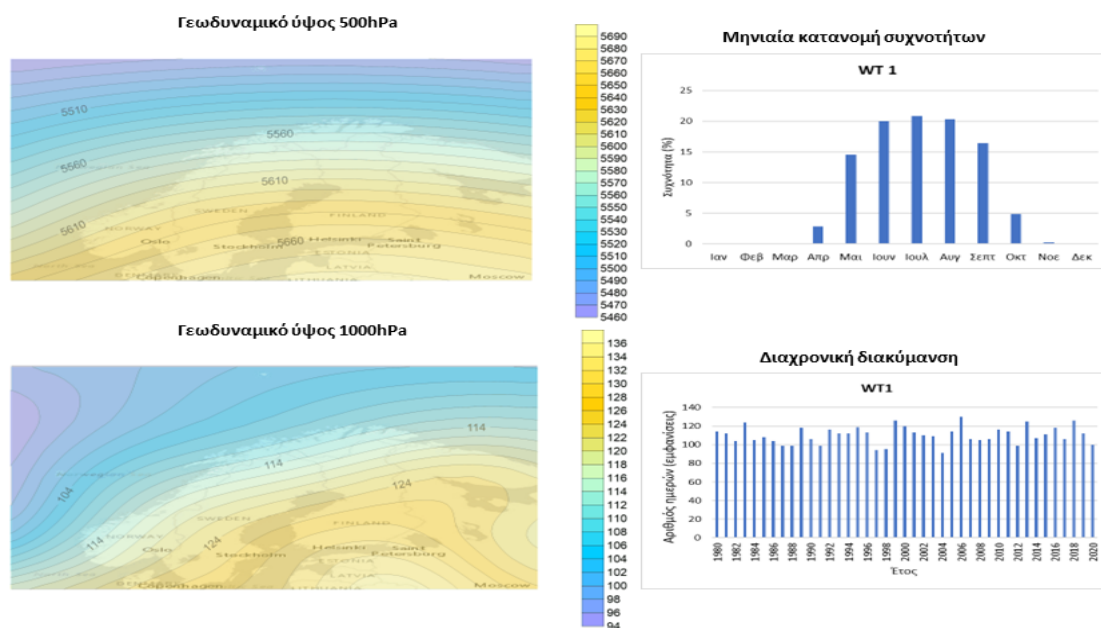 Γεωδυναμικό ύψος 500hPa
5510
5560
5560
5610
5610
5660
NORWAY
SWEDEN
FINLAND
Oslo
Stockholm
Helsinki
Saint Petersburg
ESTONIA
LATVIA
Copenhagen
Moscow
5690
5680
5670
5660
5650
5640
5630
5620
5610
5600
5590
5580
5570
5560
5550
5540
5530
5520
5510
5500
5490
5480
5470
5460
Μηνιαία κατανομή συχνοτήτων
WT 1
Συχνότητα (%)
25
20
15
10
5
0
Ιαν Φεβ Μαρ Απρ Μαι Ιουν Ιουλ Αυγ Σεπτ Οκτ Νοε Δεκ
Γεωδυναμικό ύψος 1000hPa
114
114
104
124
114
124
Norwegian Sea
NORWAY
SWEDEN
FINLAND
Oslo
Stockholm
Helsinki
Saint Petersburg
ESTONIA
LATVIA
LITHUANIA
Copenhagen
Moscow
136
134
132
130
128
126
124
122
120
118
116
114
112
110
108
106
104
102
100
98
96
94
Διαχρονική διακύμανση
WT1
Αριθμός ημερών (εμφανίσεις)
140
120
100
80
60
40
20
0
1980 1982 1984 1986 1988 1990 1992 1994 1996 1998 2000 2002 2004 2006 2008 2010 2012 2014 2016 2018 2020
Έτος